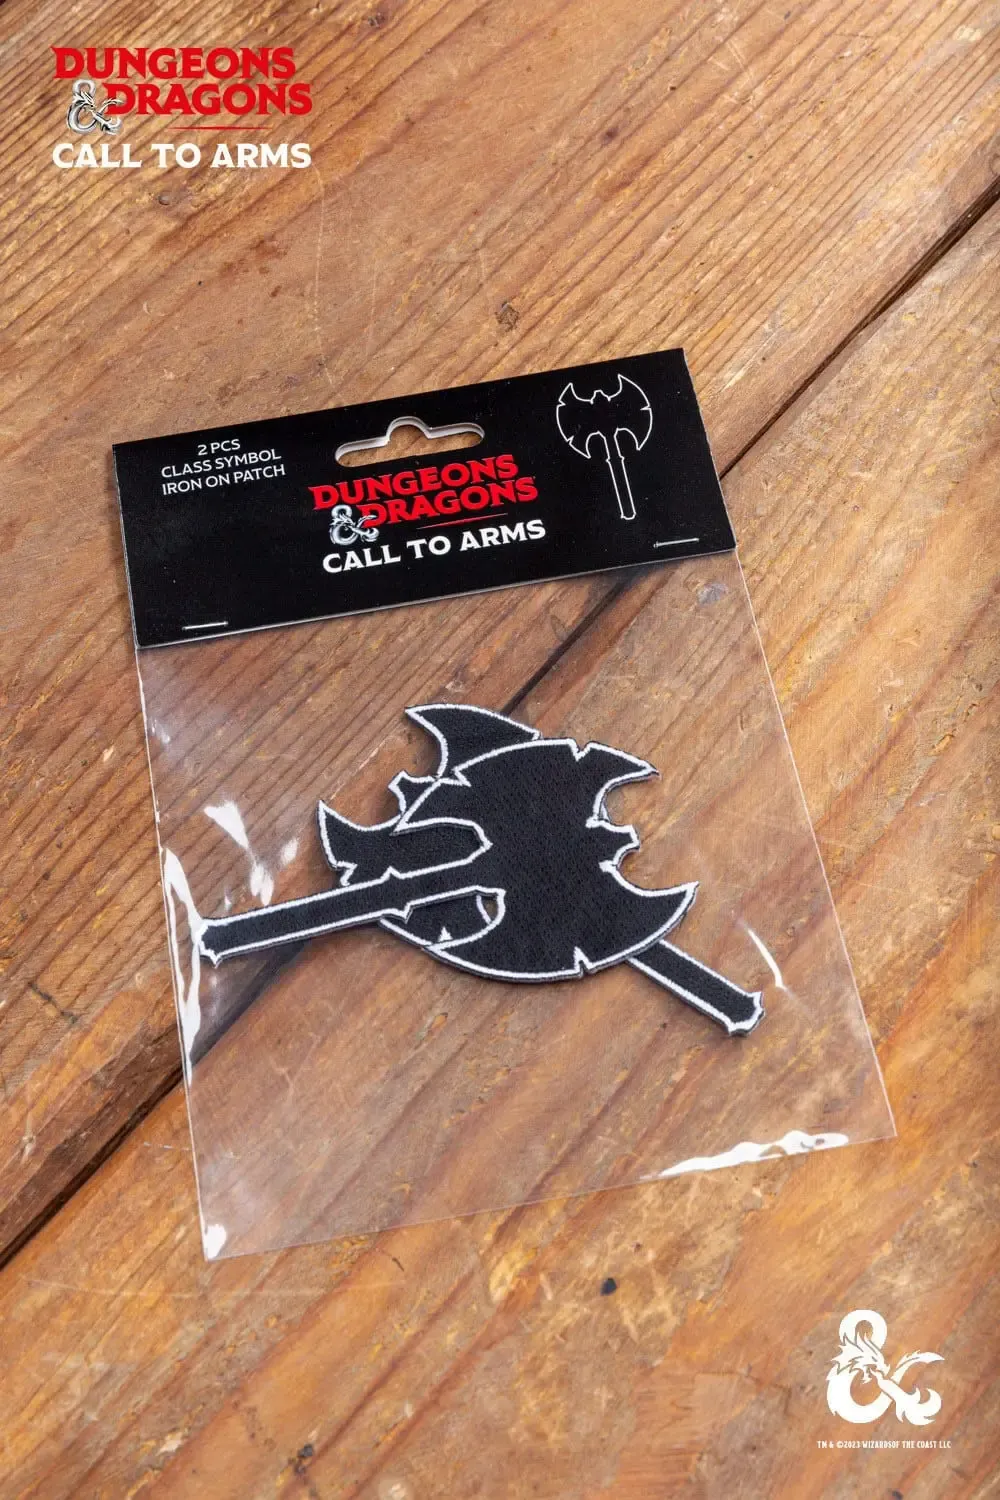 DUNGEONS
& DRAGONS
CALL TO ARMS
2 PCS
CLASS SYMBOL
IRON ON PATCH
DUNGEONS
& DRAGONS
CALL TO ARMS
&
TM & ©2023 WIZARDSOF THE COAST LLC